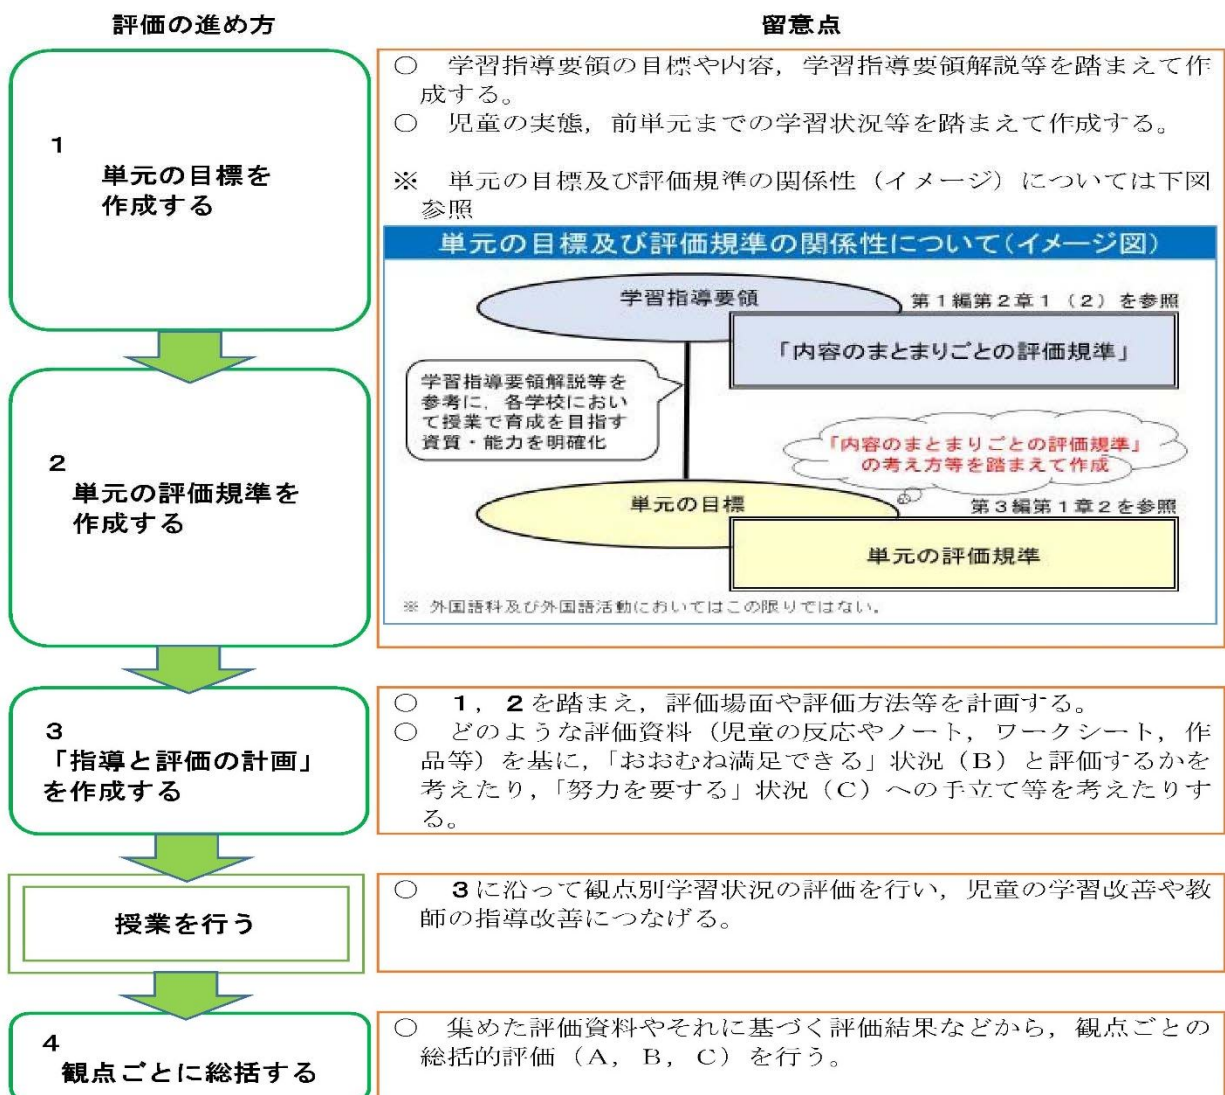 評価の進め方
留意点
1
単元の目標を
作成する
○　学習指導要領の目標や内容，学習指導要領解説等を踏まえて作
成する。
○　児童の実態，前単元までの学習状況等を踏まえて作成する。
※　単元の目標及び評価規準の関係性（イメージ）については下図
参照
単元の目標及び評価規準の関係性について(イメージ図)
学習指導要領
第１編第２章１（２）を参照
「内容のまとまりごとの評価規準」
学習指導要領解説等を
参考に，各学校におい
て授業で育成を目指す
資質・能力を明確化
「内容のまとまりごとの評価規準」
の考え方等を踏まえて作成
2
単元の評価規準を
作成する
単元の目標
第３編第１章２を参照
単元の評価規準
※ 外国語科及び外国語活動においてはこの限りではない。
3
「指導と評価の計画」
を作成する
○　1，2を踏まえ，評価場面や評価方法等を計画する。
○　どのような評価資料（児童の反応やノート，ワークシート，作
品等）を基に，「おおむね満足できる」状況（B）と評価するかを
考えたり，「努力を要する」状況（C）への手立て等を考えたりす
る。
授業を行う
○　3に沿って観点別学習状況の評価を行い，児童の学習改善や教
師の指導改善につなげる。
4
観点ごとに総括する
○　集めた評価資料やそれに基づく評価結果などから，観点ごとの
総括的評価（A，B，C）を行う。